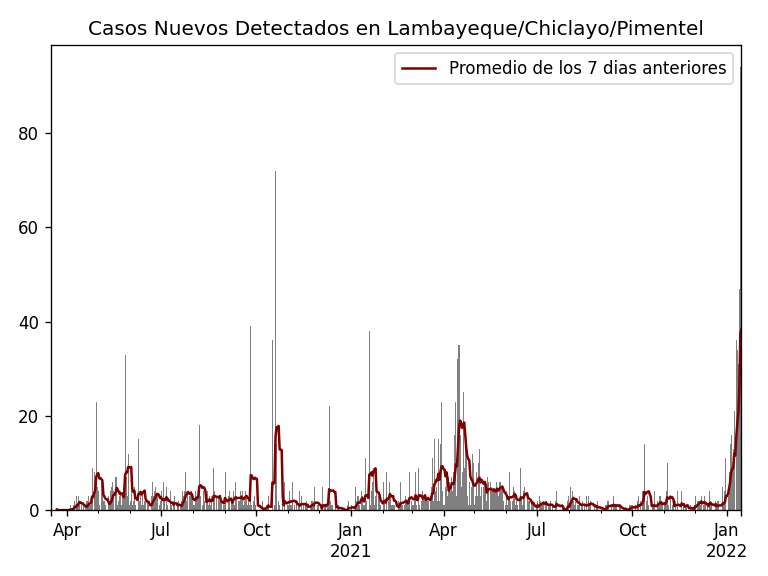 Casos Nuevos Detectados en Lambayeque/Chiclayo/Pimentel
Promedio de los 7 dias anteriores
80
60
40
20
0
Apr Jul Oct Jan Apr Jul Oct Jan
2021 2022